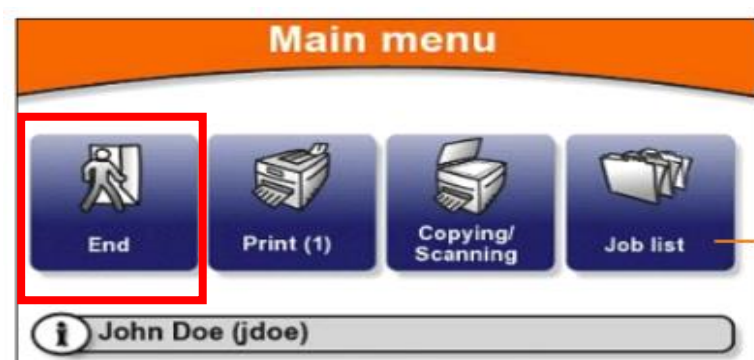 Main menu
End
Print (1)
Copying/
Scanning
Job list
i John Doe (jdoe)